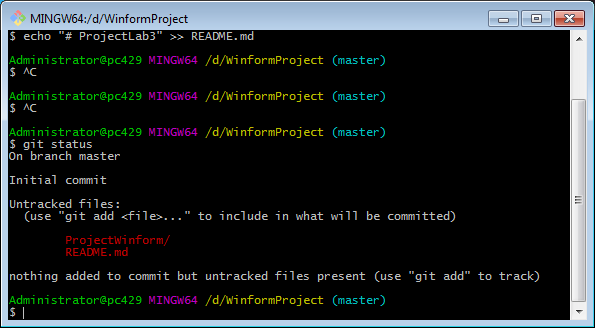 MINGW64:/d/WinformProject
$ echo "# ProjectLab3" >> README.md
Administrator@pc429 MINGW64 /d/WinformProject (master)
$ ^C
Administrator@pc429 MINGW64 /d/WinformProject (master)
$ ^C
Administrator@pc429 MINGW64 /d/WinformProject (master)
$ git status
On branch master
Initial commit
Untracked files:
  (use "git add <file>..." to include in what will be committed)
        ProjectWinform/
        README.md
nothing added to commit but untracked files present (use "git add" to track)
Administrator@pc429 MINGW64 /d/WinformProject (master)
$